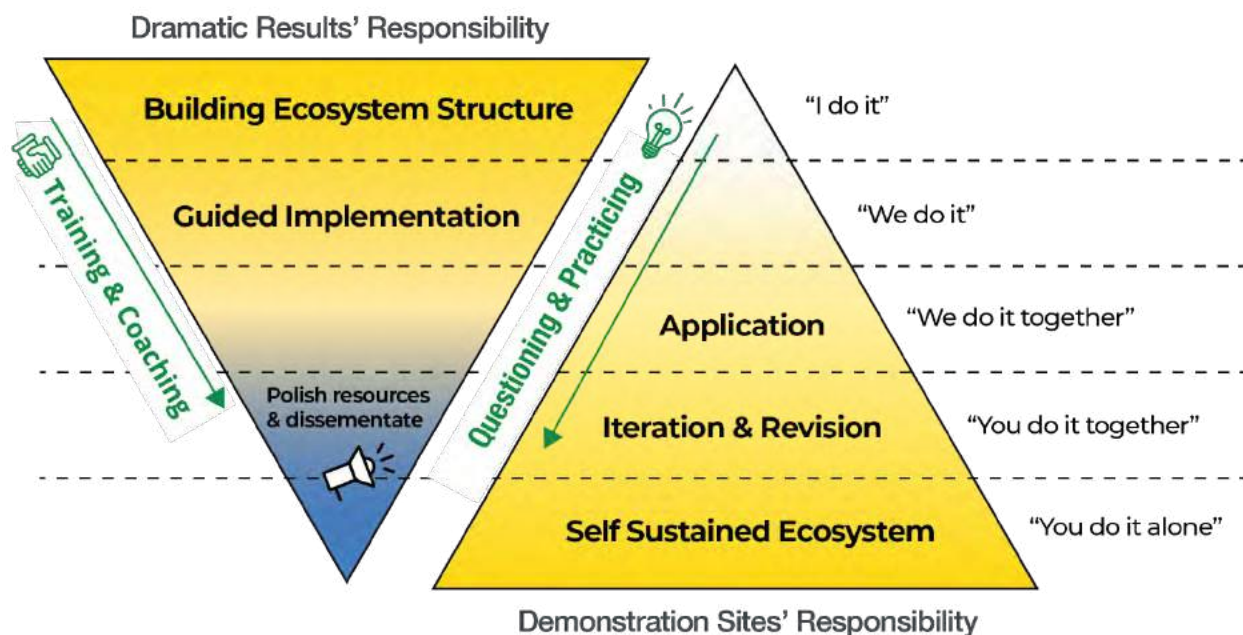 Dramatic Results’ Responsibility
Building Ecosystem Structure
“I do it”
Training & Coaching
Guided Implementation
Questioning & Practicing
“We do it”
Application
“We do it together”
Polish resources
& dissementate
Iteration & Revision
“You do it together”
Self Sustained Ecosystem
“You do it alone”
Demonstration Sites’ Responsibility